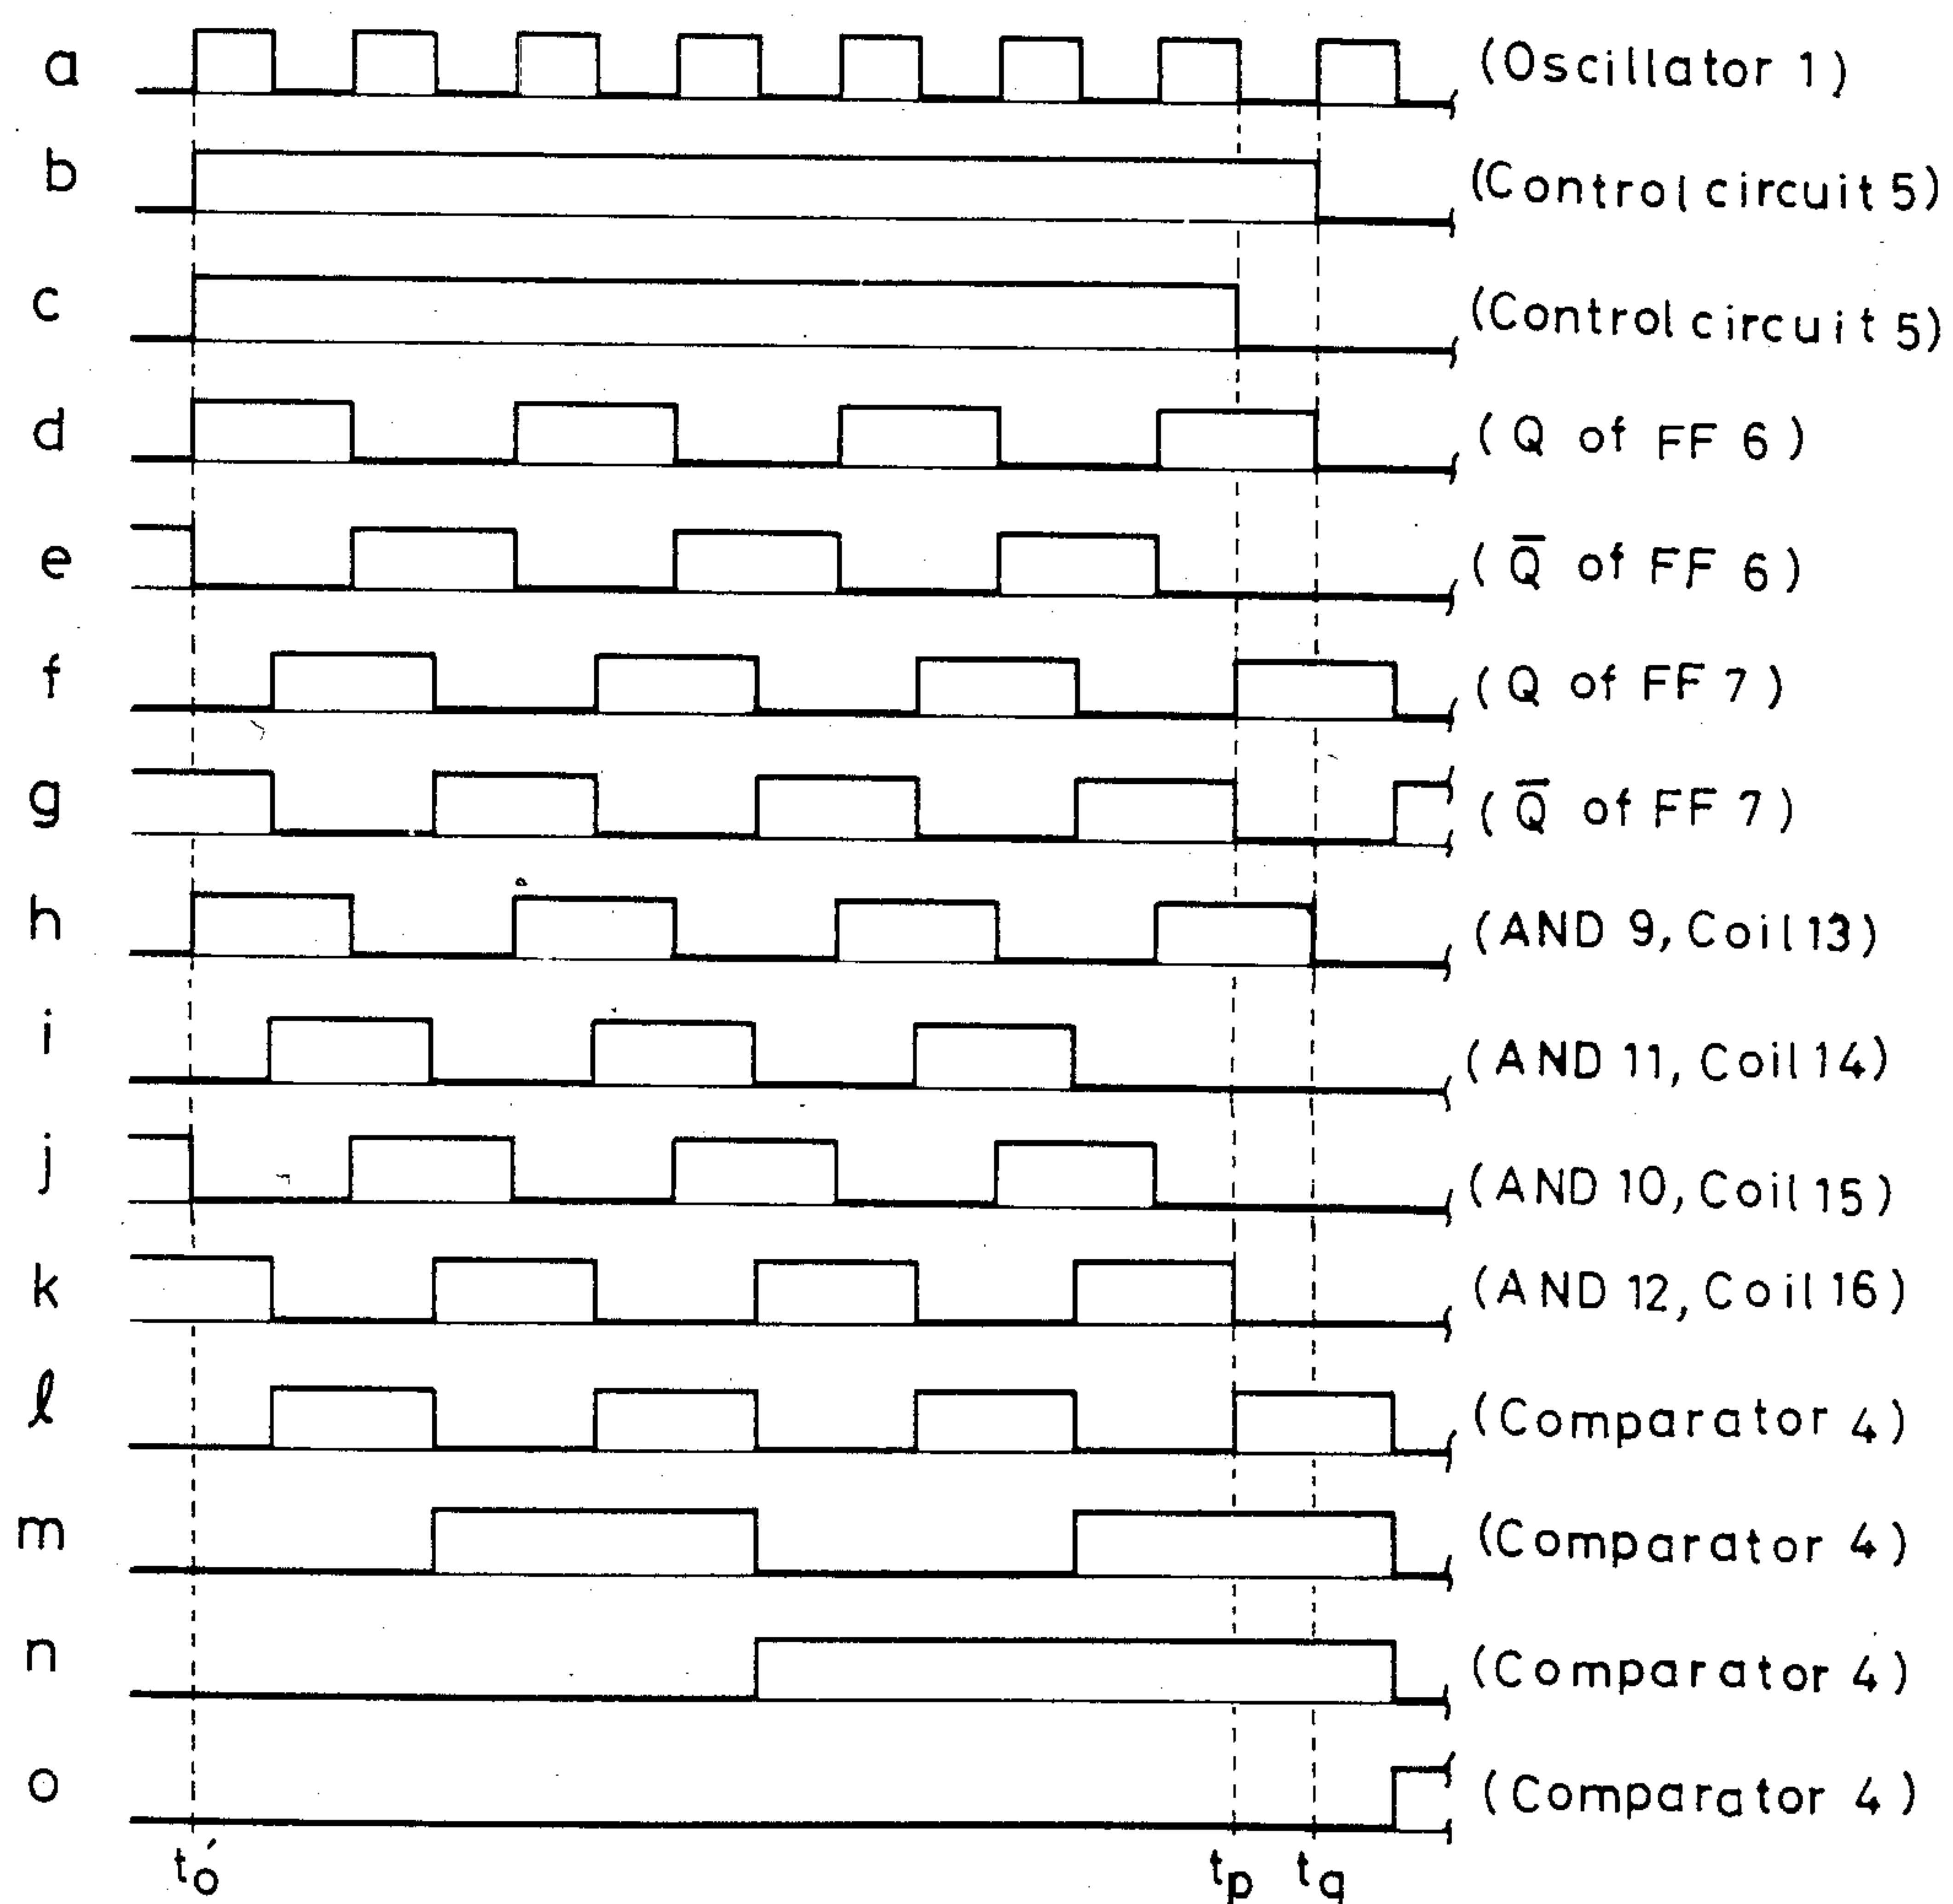 a (Oscillator 1)
b (Control circuit 5)
c (Control circuit 5)
d (Q of FF 6)
e (Q̅ of FF 6)
f (Q of FF 7)
g (Q̅ of FF 7)
h (AND 9, Coil 13)
i (AND 11, Coil 14)
j (AND 10, Coil 15)
k (AND 12, Coil 16)
ℓ (Comparator 4)
m (Comparator 4)
n (Comparator 4)
o (Comparator 4)
to' tp tq